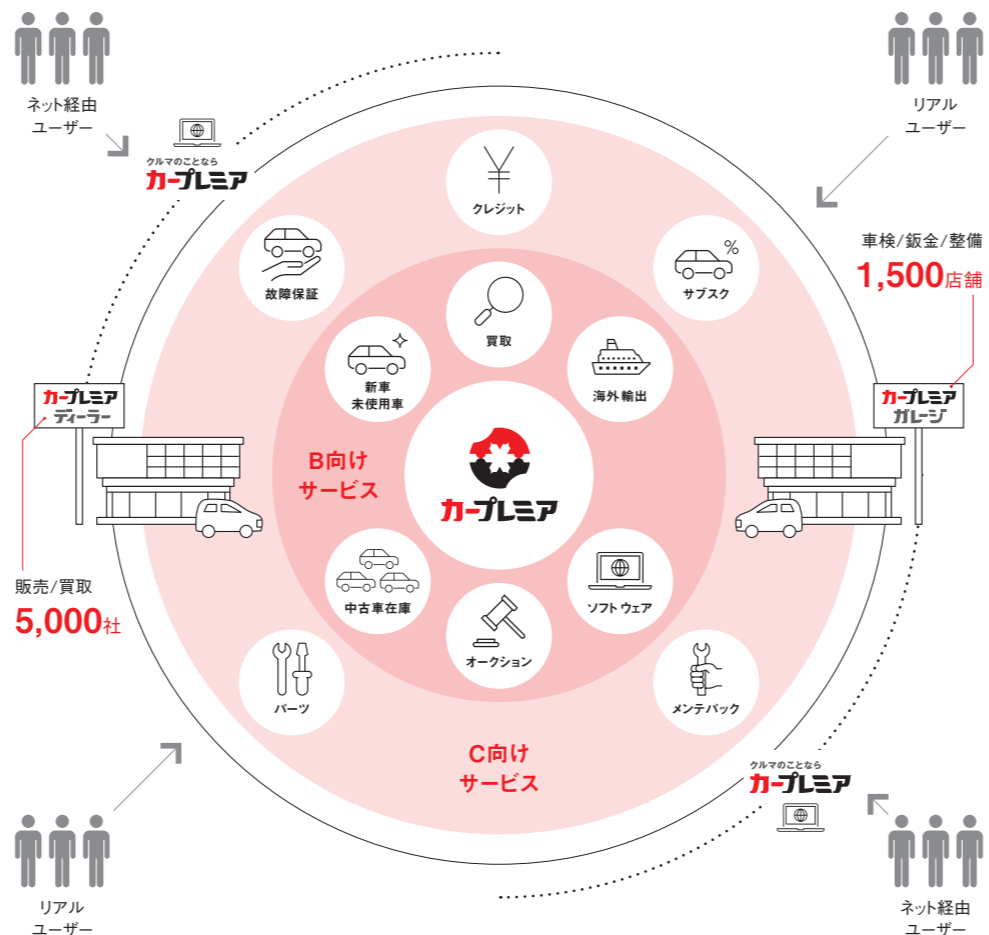 ネット経由
ユーザー
リアル
ユーザー
クルマのことなら
カープレミア
¥
クレジット
車検/鈑金/整備
1,500店舗
故障保証
%
サブスク
買取
新車
未使用車
海外輸出
カープレミア
ディーラー
カープレミア
ガレージ
B向け
サービス
カープレミア
販売/買取
5,000社
中古車在庫
ソフトウェア
オークション
パーツ
メンテパック
C向け
サービス
クルマのことなら
カープレミア
リアル
ユーザー
ネット経由
ユーザー